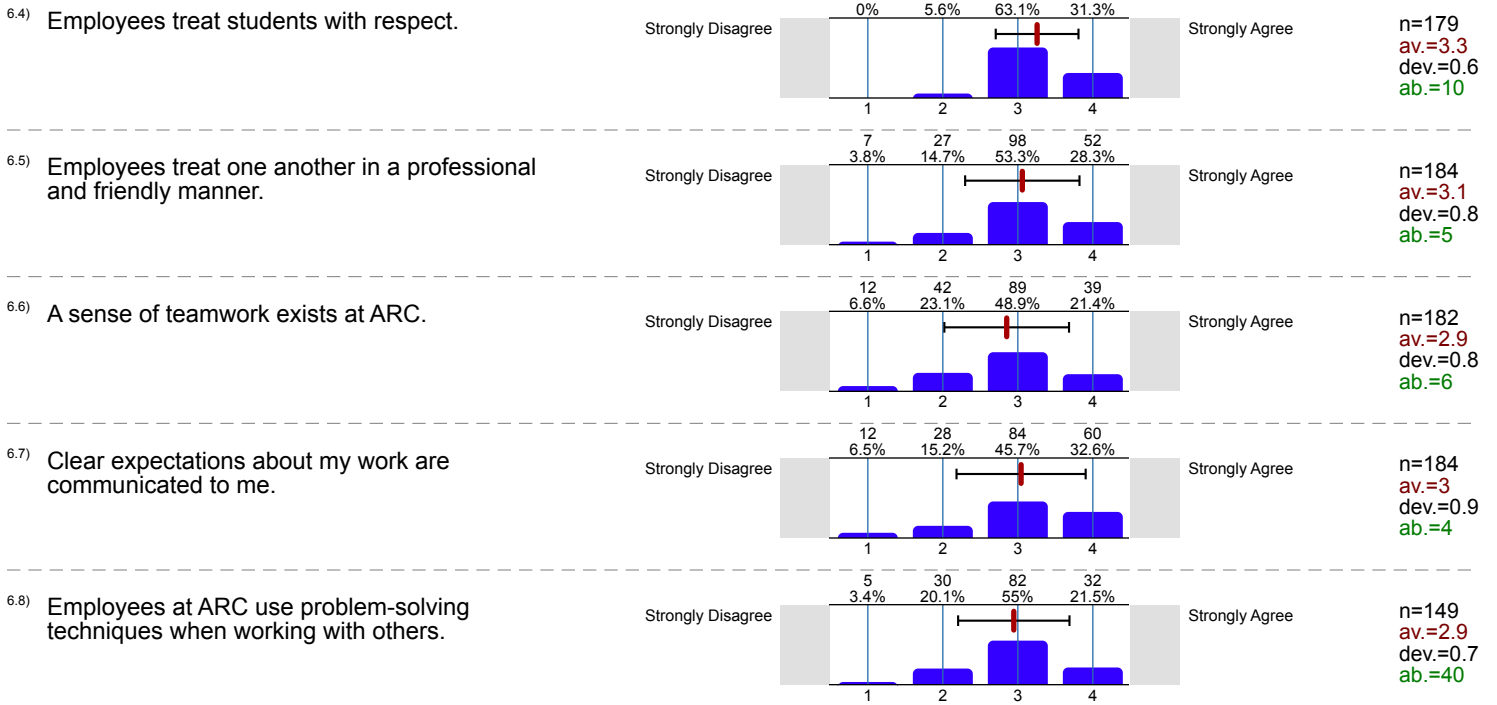 0% 5.6% 63.1% 31.3%
6.4) Employees treat students with respect.
Strongly Disagree Strongly Agree
n=179
av.=3.3
dev.=0.6
ab.=10
1 2 3 4
7 27 98 52
3.8% 14.7% 53.3% 28.3%
6.5) Employees treat one another in a professional
and friendly manner.
Strongly Disagree Strongly Agree
n=184
av.=3.1
dev.=0.8
ab.=5
1 2 3 4
12 42 89 39
6.6% 23.1% 48.9% 21.4%
6.6) A sense of teamwork exists at ARC.
Strongly Disagree Strongly Agree
n=182
av.=2.9
dev.=0.8
ab.=6
1 2 3 4
12 28 84 60
6.5% 15.2% 45.7% 32.6%
6.7) Clear expectations about my work are
communicated to me.
Strongly Disagree Strongly Agree
n=184
av.=3
dev.=0.9
ab.=4
1 2 3 4
5 30 82 32
3.4% 20.1% 55% 21.5%
6.8) Employees at ARC use problem-solving
techniques when working with others.
Strongly Disagree Strongly Agree
n=149
av.=2.9
dev.=0.7
ab.=40
1 2 3 4